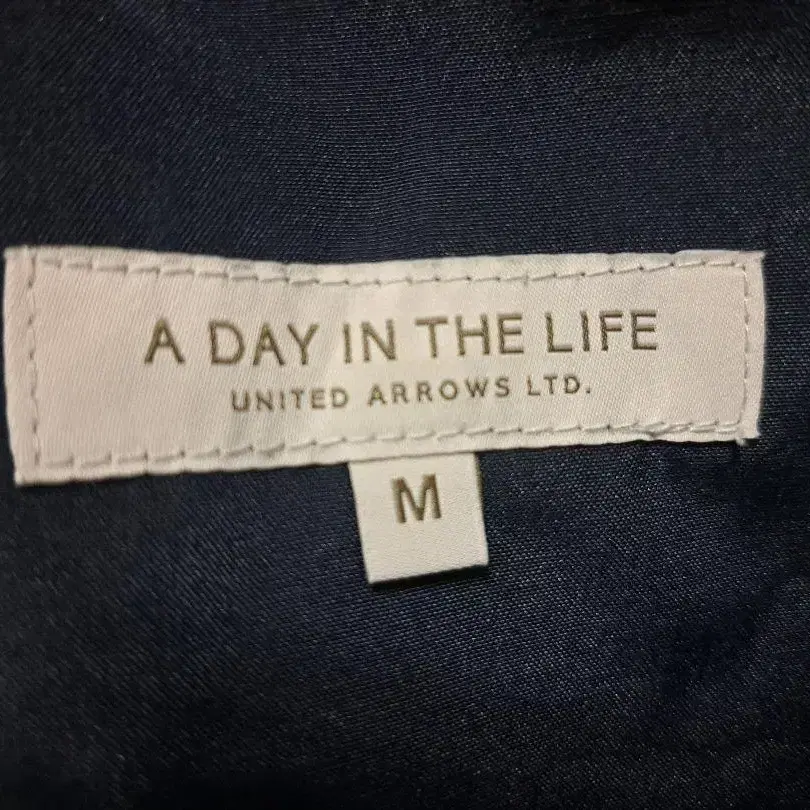 A DAY IN THE LIFE
UNITED ARROWS LTD.
M